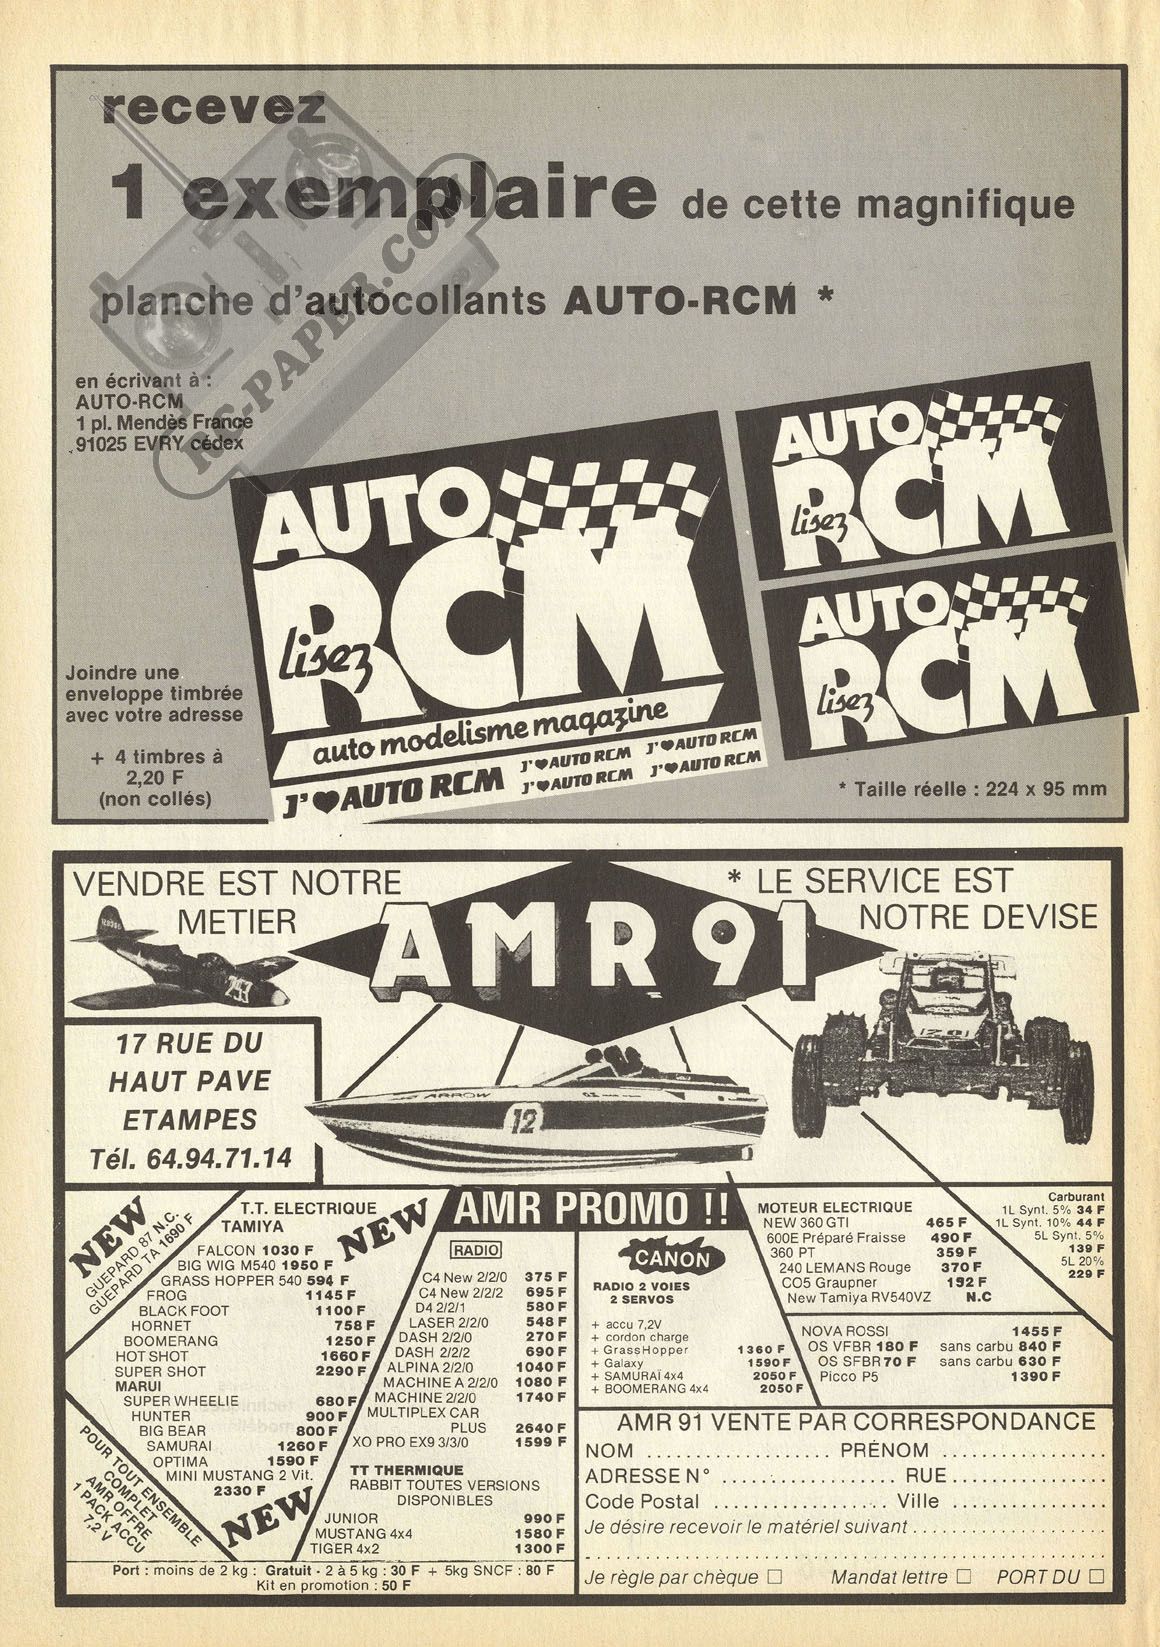 recevez
1 exemplaire de cette magnifique
planche d'autocollants AUTO-RCM *
en écrivant à :
AUTO-RCM
1 pl. Mendès France
91025 EVRY cédex
RC-PAPER.COM
AUTO
lisez RCM
auto modelisme magazine
J'♥AUTO RCM
J'♥AUTO RCM J'♥AUTO RCM
J'♥AUTO RCM J'♥AUTO RCM
AUTO
lisez RCM
AUTO
lisez RCM
Joindre une
enveloppe timbrée
avec votre adresse
+ 4 timbres à
2,20 F
(non collés)
* Taille réelle : 224 x 95 mm
VENDRE EST NOTRE
METIER
AMR 91
* LE SERVICE EST
NOTRE DEVISE
293
17 RUE DU
HAUT PAVE
ETAMPES
Tél. 64.94.71.14
ARROW
12
NEW
GUEPARD 87 N.C.
GUEPARD TA 1690 F
T.T. ELECTRIQUE
TAMIYA
NEW
FALCON 1030 F
BIG WIG M540 1950 F
GRASS HOPPER 540 594 F
FROG 1145 F
BLACK FOOT 1100 F
HORNET 758 F
BOOMERANG 1250 F
HOT SHOT 1660 F
SUPER SHOT 2290 F
MARUI
SUPER WHEELIE 680 F
HUNTER 900 F
BIG BEAR 800 F
SAMURAI 1260 F
OPTIMA 1590 F
MINI MUSTANG 2 Vit.
2330 F
NEW
POUR TOUT ENSEMBLE
COMPLET
AMR OFFRE
1 PACK ACCU
7,2 V
AMR PROMO !!
RADIO
C4 New 2/2/0 375 F
C4 New 2/2/2 695 F
D4 2/2/1 580 F
LASER 2/2/0 548 F
DASH 2/2/0 270 F
DASH 2/2/2 690 F
ALPINA 2/2/0 1040 F
MACHINE A 2/2/0 1080 F
MACHINE 2/2/0 1740 F
MULTIPLEX CAR
PLUS 2640 F
XO PRO EX9 3/3/0 1599 F
TT THERMIQUE
RABBIT TOUTES VERSIONS
DISPONIBLES
JUNIOR 990 F
MUSTANG 4x4 1580 F
TIGER 4x2 1300 F
Port : moins de 2 kg : Gratuit - 2 à 5 kg : 30 F + 5kg SNCF : 80 F
Kit en promotion : 50 F
CANON
RADIO 2 VOIES
2 SERVOS
+ accu 7,2V
+ cordon charge
+ GrassHopper 1360 F
+ Galaxy 1590 F
+ SAMURAÏ 4x4 2050 F
+ BOOMERANG 4x4 2050 F
MOTEUR ELECTRIQUE
NEW 360 GTI 465 F
600E Préparé Fraisse 490 F
360 PT 359 F
240 LEMANS Rouge 370 F
CO5 Graupner 192 F
New Tamiya RV540VZ N.C
Carburant
1L Synt. 5% 34 F
1L Synt. 10% 44 F
5L Synt. 5%
139 F
5L 20%
229 F
NOVA ROSSI 1455 F
OS VFBR 180 F sans carbu 840 F
OS SFBR 70 F sans carbu 630 F
Picco P5 1390 F
AMR 91 VENTE PAR CORRESPONDANCE
NOM .................. PRÉNOM ................
ADRESSE N° ................. RUE ..............
Code Postal .................. Ville ..............
Je désire recevoir le matériel suivant ....................
Je règle par chèque □ Mandat lettre □ PORT DU □